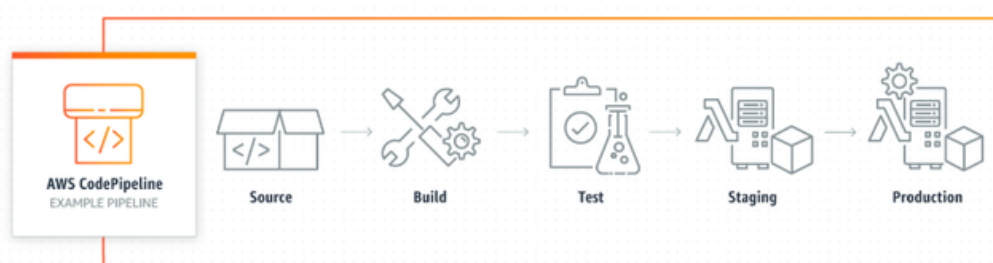 </>
AWS CodePipeline
EXAMPLE PIPELINE
</>
Source
Build
Test
Staging
Production